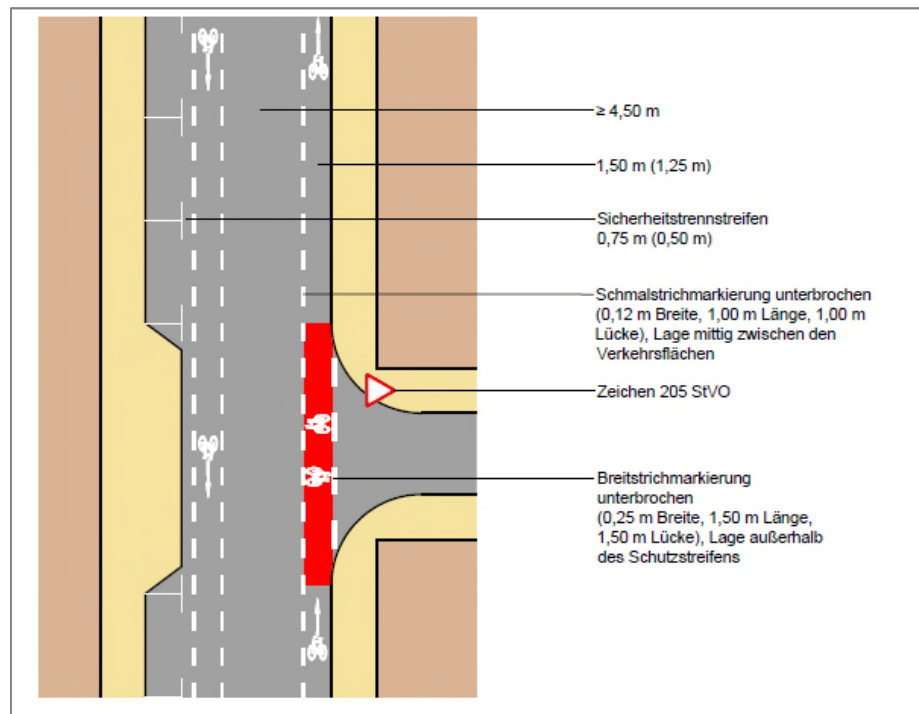 ≥ 4,50 m
1,50 m (1,25 m)
Sicherheitstrennstreifen
0,75 m (0,50 m)
Schmalstrichmarkierung unterbrochen
(0,12 m Breite, 1,00 m Länge, 1,00 m
Lücke), Lage mittig zwischen den
Verkehrsflächen
Zeichen 205 StVO
Breitstrichmarkierung
unterbrochen
(0,25 m Breite, 1,50 m Länge,
1,50 m Lücke), Lage außerhalb
des Schutzstreifens